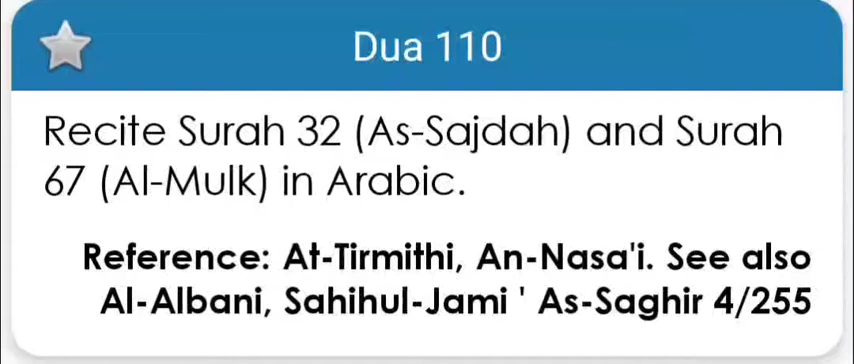 Dua 110
Recite Surah 32 (As-Sajdah) and Surah
67 (Al-Mulk) in Arabic.
Reference: At-Tirmithi, An-Nasa'i. See also
Al-Albani, Sahihul-Jami ' As-Saghir 4/255